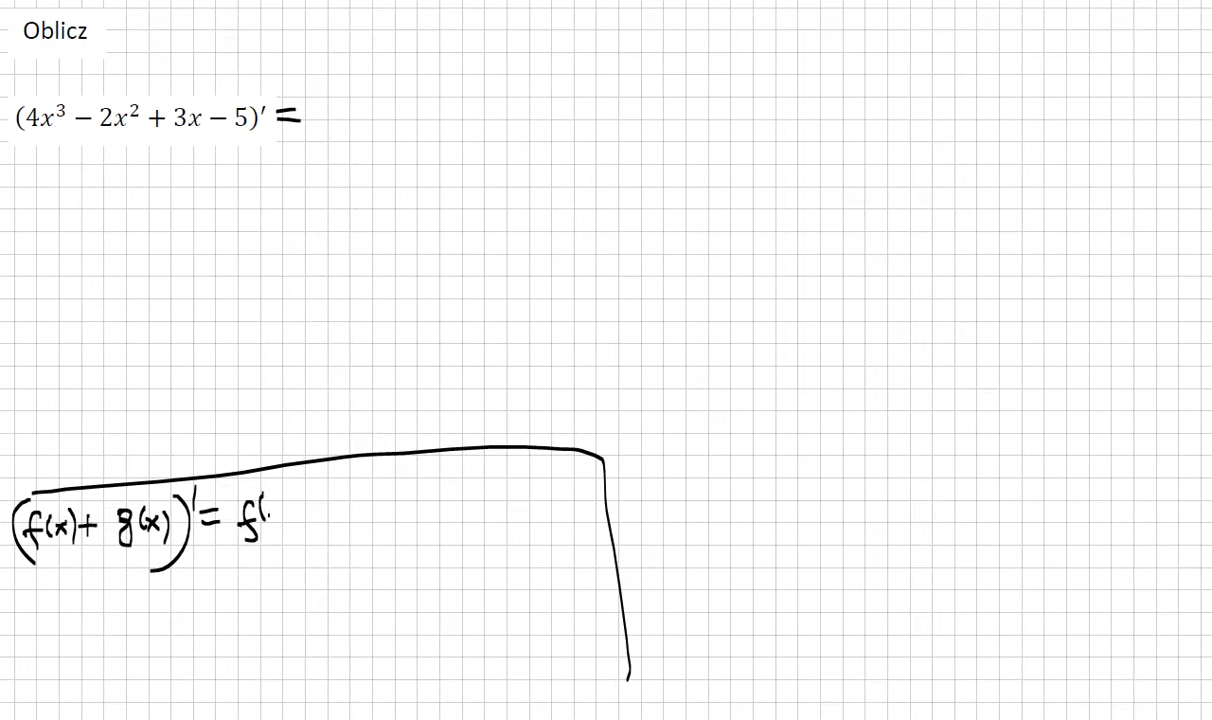 Oblicz
(4x³ − 2x² + 3x − 5)′ =
(f(x) + g(x))' = f'